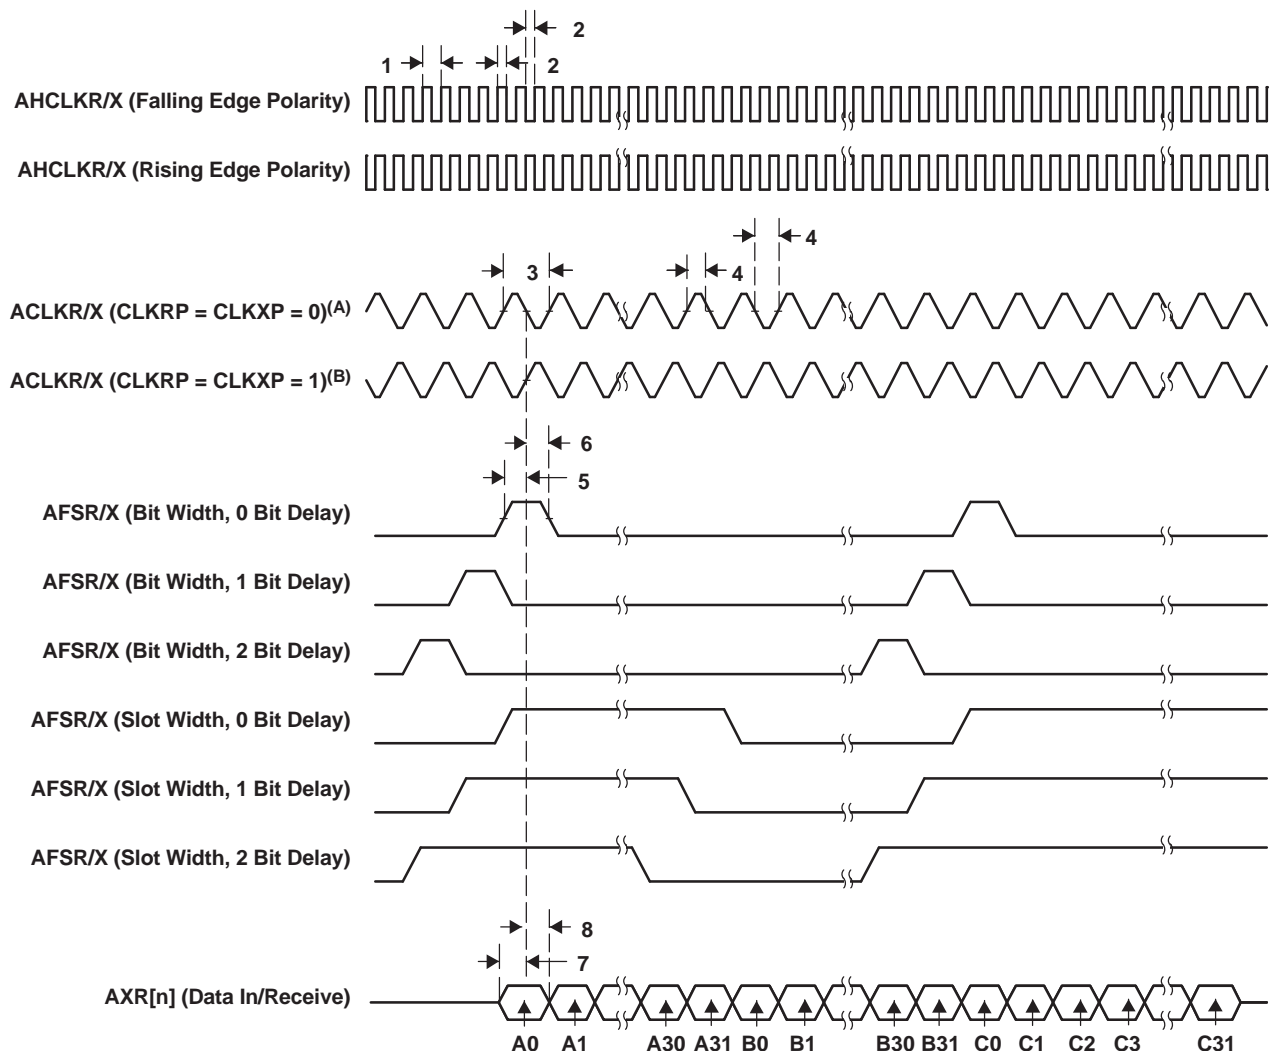 2
1
2
AHCLKR/X (Falling Edge Polarity)
AHCLKR/X (Rising Edge Polarity)
4
3
4
ACLKR/X (CLKRP = CLKXP = 0)(A)
ACLKR/X (CLKRP = CLKXP = 1)(B)
6
5
AFSR/X (Bit Width, 0 Bit Delay)
AFSR/X (Bit Width, 1 Bit Delay)
AFSR/X (Bit Width, 2 Bit Delay)
AFSR/X (Slot Width, 0 Bit Delay)
AFSR/X (Slot Width, 1 Bit Delay)
AFSR/X (Slot Width, 2 Bit Delay)
8
7
AXR[n] (Data In/Receive)
A0 A1 A30 A31 B0 B1 B30 B31 C0 C1 C2 C3 C31